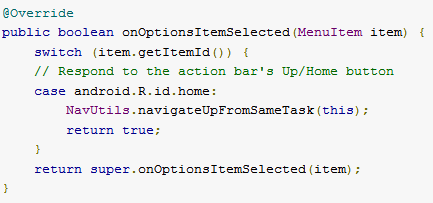 @Override
public boolean onOptionsItemSelected(MenuItem item) {
    switch (item.getItemId()) {
    // Respond to the action bar's Up/Home button
    case android.R.id.home:
        NavUtils.navigateUpFromSameTask(this);
        return true;
    }
    return super.onOptionsItemSelected(item);
}